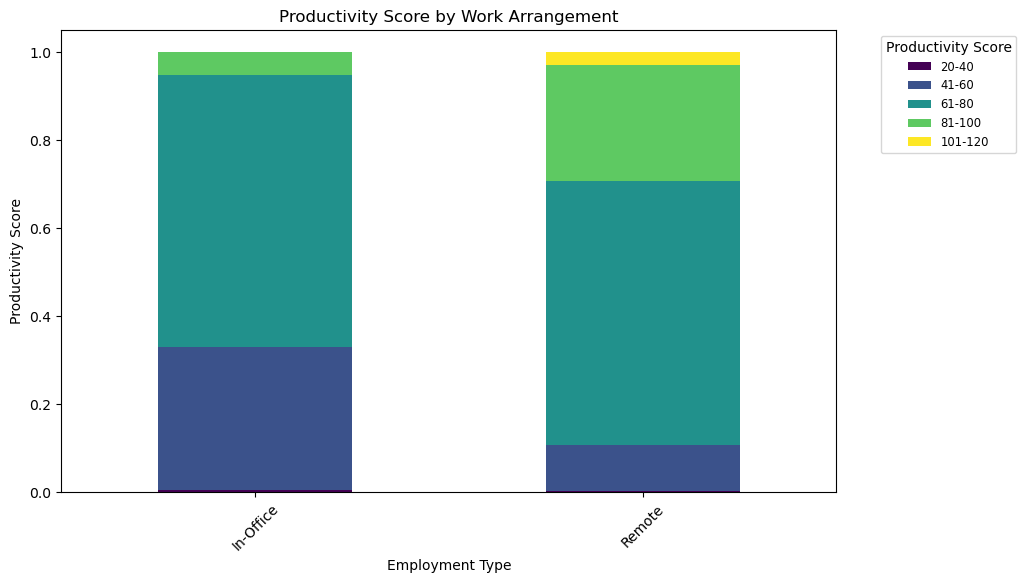 Productivity Score by Work Arrangement
Productivity Score
1.0
0.8
0.6
0.4
0.2
0.0
In-Office
Remote
Employment Type
Productivity Score
20-40
41-60
61-80
81-100
101-120